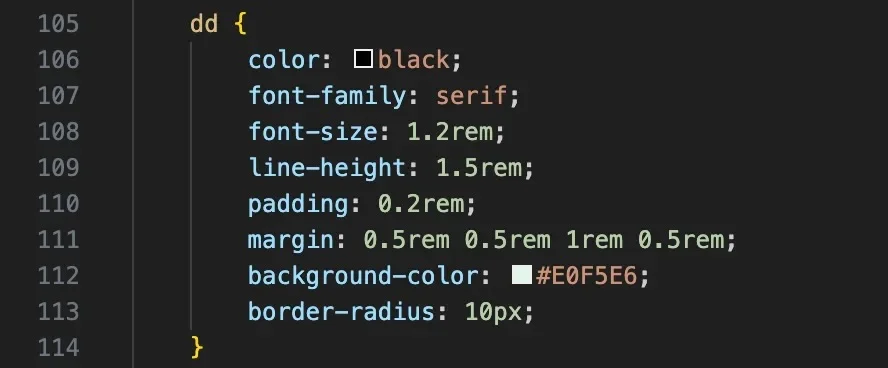 105 dd {
106 color: black;
107 font-family: serif;
108 font-size: 1.2rem;
109 line-height: 1.5rem;
110 padding: 0.2rem;
111 margin: 0.5rem 0.5rem 1rem 0.5rem;
112 background-color: #E0F5E6;
113 border-radius: 10px;
114 }